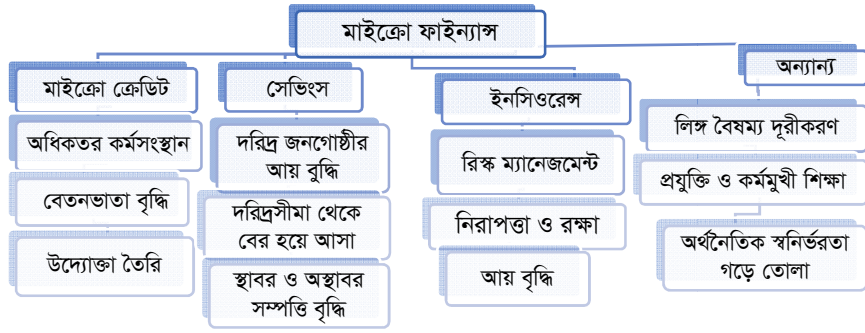 মাইক্রো ফাইন্যান্স
মাইক্রো ক্রেডিট
অধিকতর কর্মসংস্থান
বেতনভাতা বৃদ্ধি
উদ্যোক্তা তৈরি
সেভিংস
দরিদ্র জনগোষ্ঠীর
আয় বুদ্ধি
দরিদ্রসীমা থেকে
বের হয়ে আসা
স্থাবর ও অস্থাবর
সম্পত্তি বৃদ্ধি
ইনসিওরেন্স
রিস্ক ম্যানেজমেন্ট
নিরাপত্তা ও রক্ষা
আয় বৃদ্ধি
অন্যান্য
লিঙ্গ বৈষম্য দূরীকরণ
প্রযুক্তি ও কর্মমুখী শিক্ষা
অর্থনৈতিক স্বনির্ভরতা
গড়ে তোলা